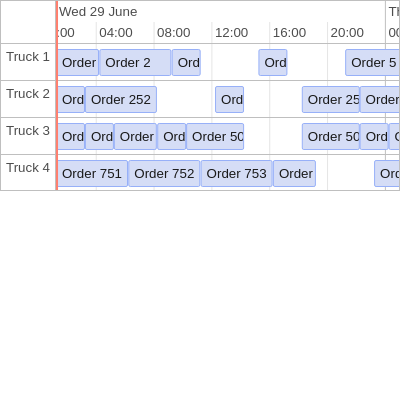 Wed 29 June Th
:00 04:00 08:00 12:00 16:00 20:00 00
Truck 1 Order Order 2 Ord Ord Order 5
Truck 2 Ord Order 252 Ord Order 25 Order
Truck 3 Ord Ord Order Ord Order 50 Order 50 Ord
Truck 4 Order 751 Order 752 Order 753 Order Ord